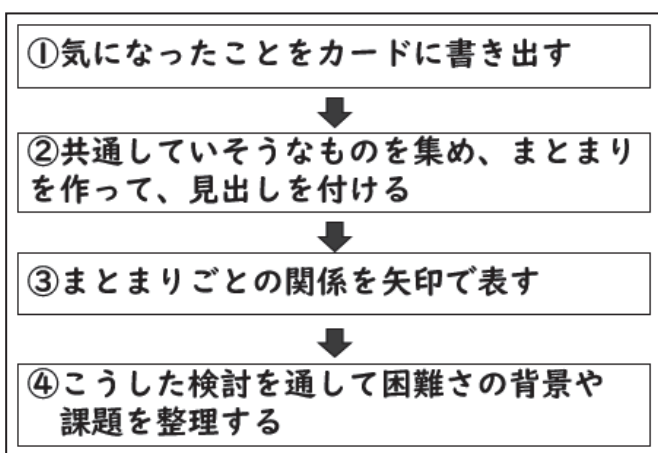 ①気になったことをカードに書き出す
②共通していそうなものを集め、まとまり
を作って、見出しを付ける
③まとまりごとの関係を矢印で表す
④こうした検討を通して困難さの背景や
課題を整理する